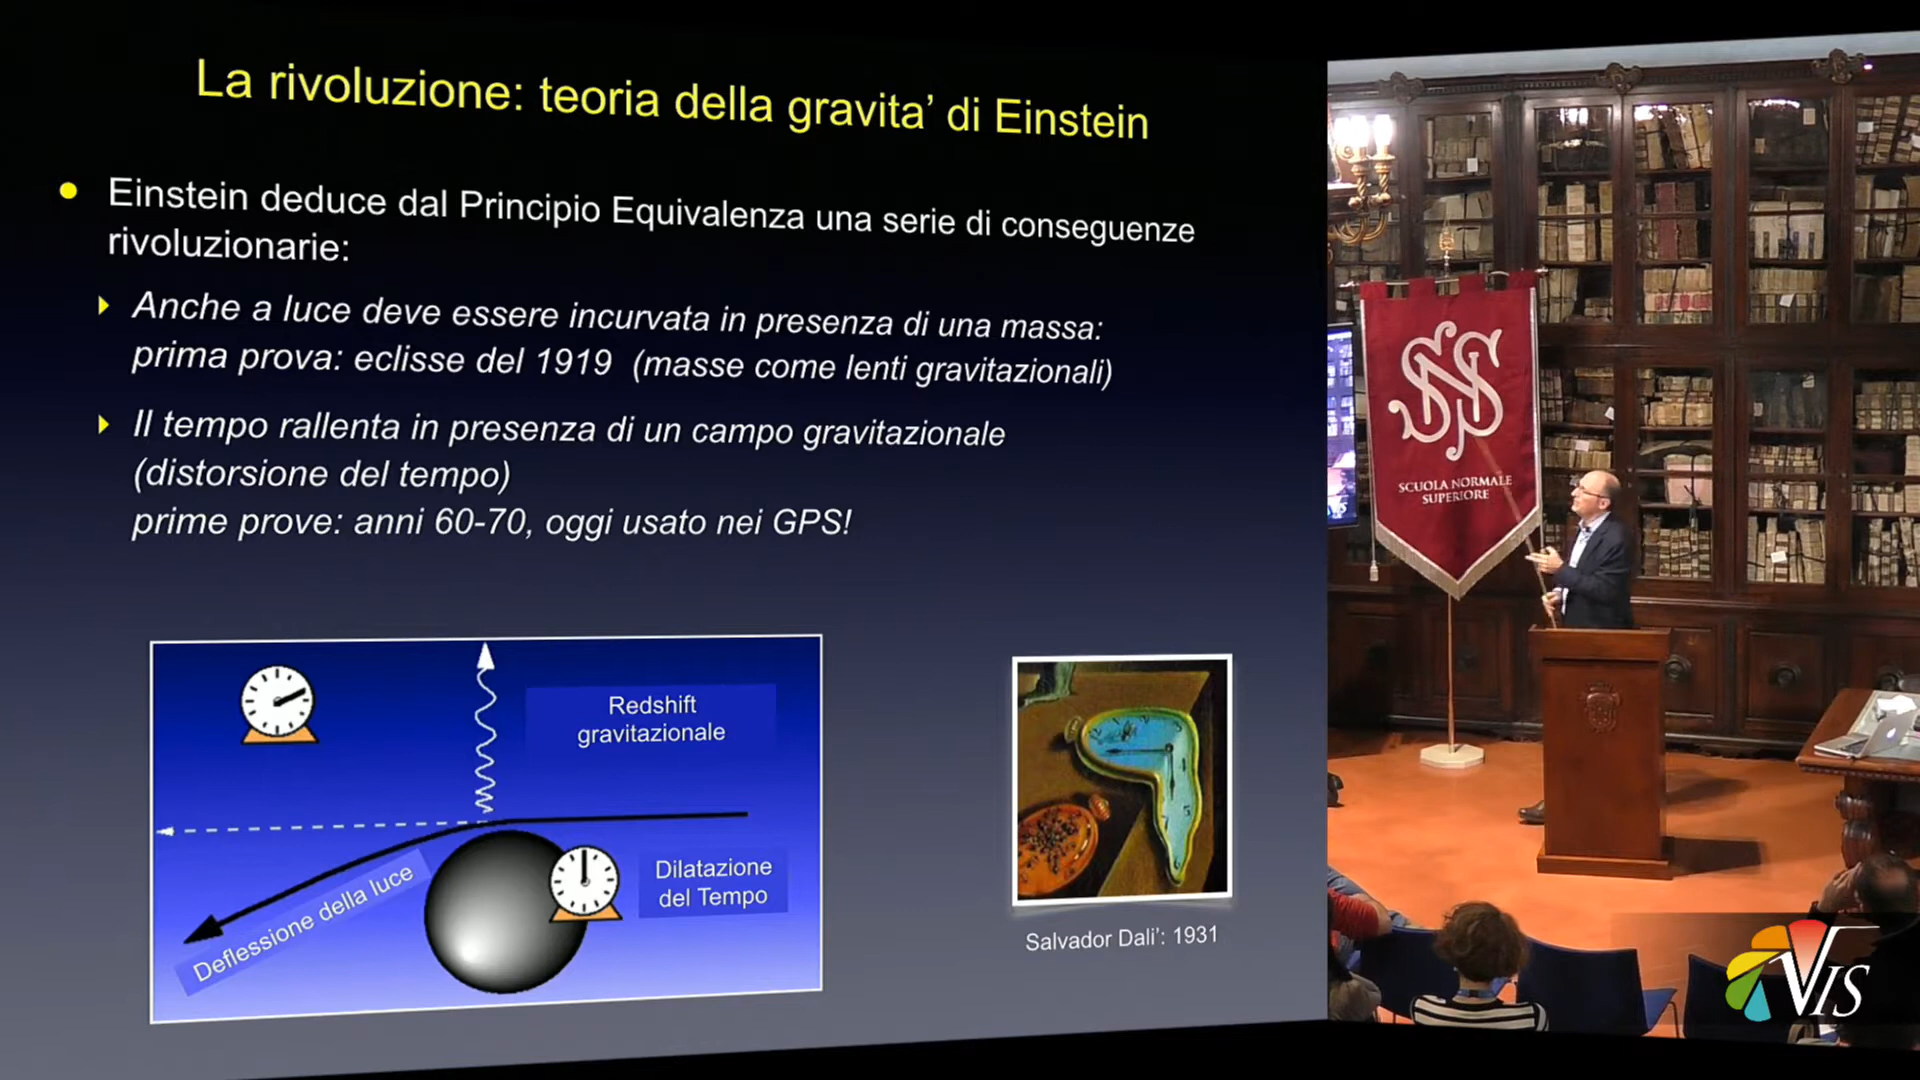 La rivoluzione: teoria della gravita’ di Einstein
Einstein deduce dal Principio Equivalenza una serie di conseguenze
rivoluzionarie:
Anche a luce deve essere incurvata in presenza di una massa:
prima prova: eclisse del 1919 (masse come lenti gravitazionali)
Il tempo rallenta in presenza di un campo gravitazionale
(distorsione del tempo)
prime prove: anni 60-70, oggi usato nei GPS!
Redshift
gravitazionale
Dilatazione
del Tempo
Deflessione della luce
Salvador Dali’: 1931
SNS
SCUOLA NORMALE
SUPERIORE
VIS